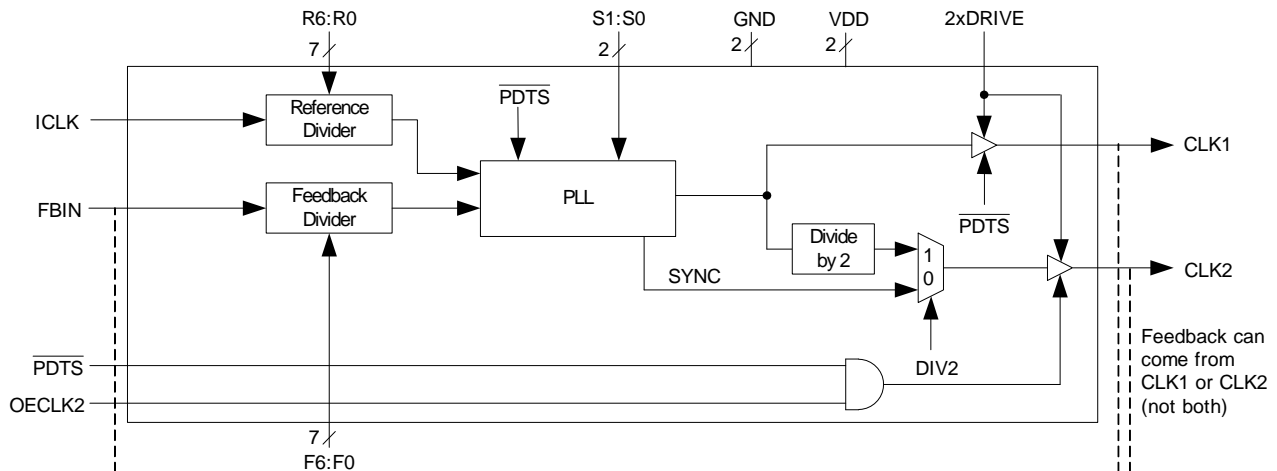 R6:R0
S1:S0
GND
VDD
2xDRIVE
7
2
2
2
PDTS
ICLK
Reference
Divider
CLK1
PLL
FBIN
Feedback
Divider
PDTS
Divide
by 2
1
0
SYNC
CLK2
DIV2
PDTS
OECLK2
Feedback can
come from
CLK1 or CLK2
(not both)
7
F6:F0